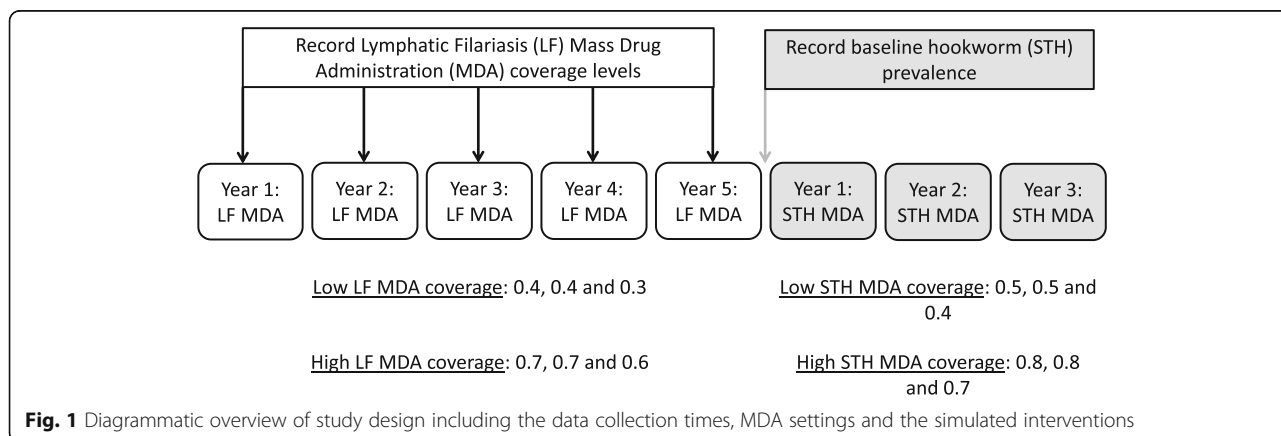 Record Lymphatic Filariasis (LF) Mass Drug
Administration (MDA) coverage levels
Record baseline hookworm (STH)
prevalence
Year 1:
LF MDA
Year 2:
LF MDA
Year 3:
LF MDA
Year 4:
LF MDA
Year 5:
LF MDA
Year 1:
STH MDA
Year 2:
STH MDA
Year 3:
STH MDA
Low LF MDA coverage: 0.4, 0.4 and 0.3
Low STH MDA coverage: 0.5, 0.5 and
0.4
High LF MDA coverage: 0.7, 0.7 and 0.6
High STH MDA coverage: 0.8, 0.8
and 0.7
Fig. 1 Diagrammatic overview of study design including the data collection times, MDA settings and the simulated interventions